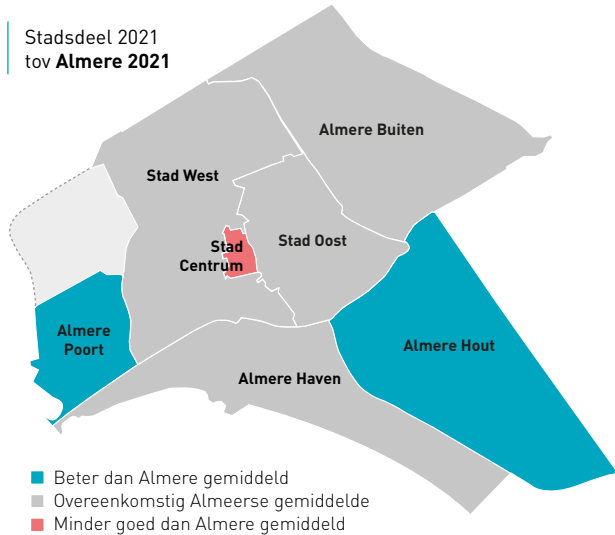 Stadsdeel 2021
tov Almere 2021
Almere Buiten
Stad West
Stad Oost
Stad
Centrum
Almere
Poort
Almere Hout
Almere Haven
Beter dan Almere gemiddeld
Overeenkomstig Almeerse gemiddelde
Minder goed dan Almere gemiddeld